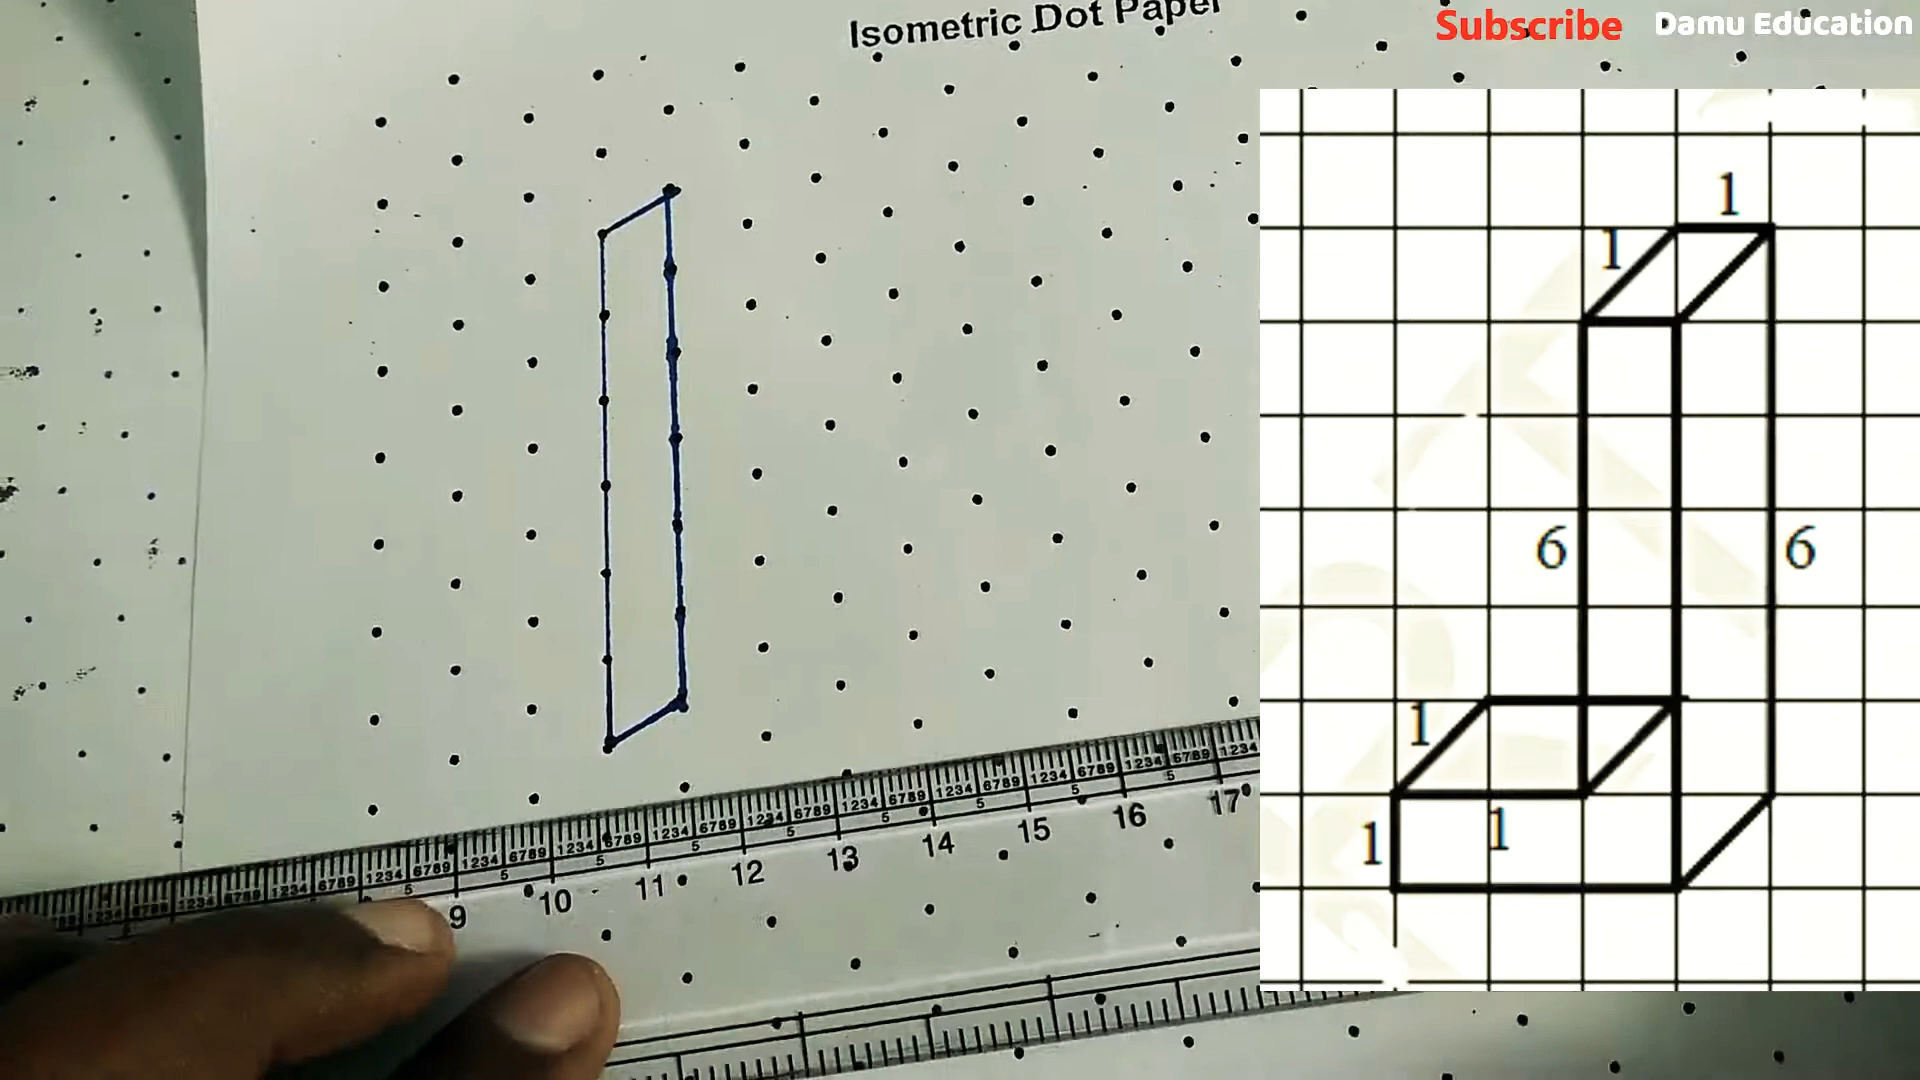 Isometric Dot Paper
Subscribe Damu Education
1
1
6 6
1
1 1
9 10 11 12 13 14 15 16 17